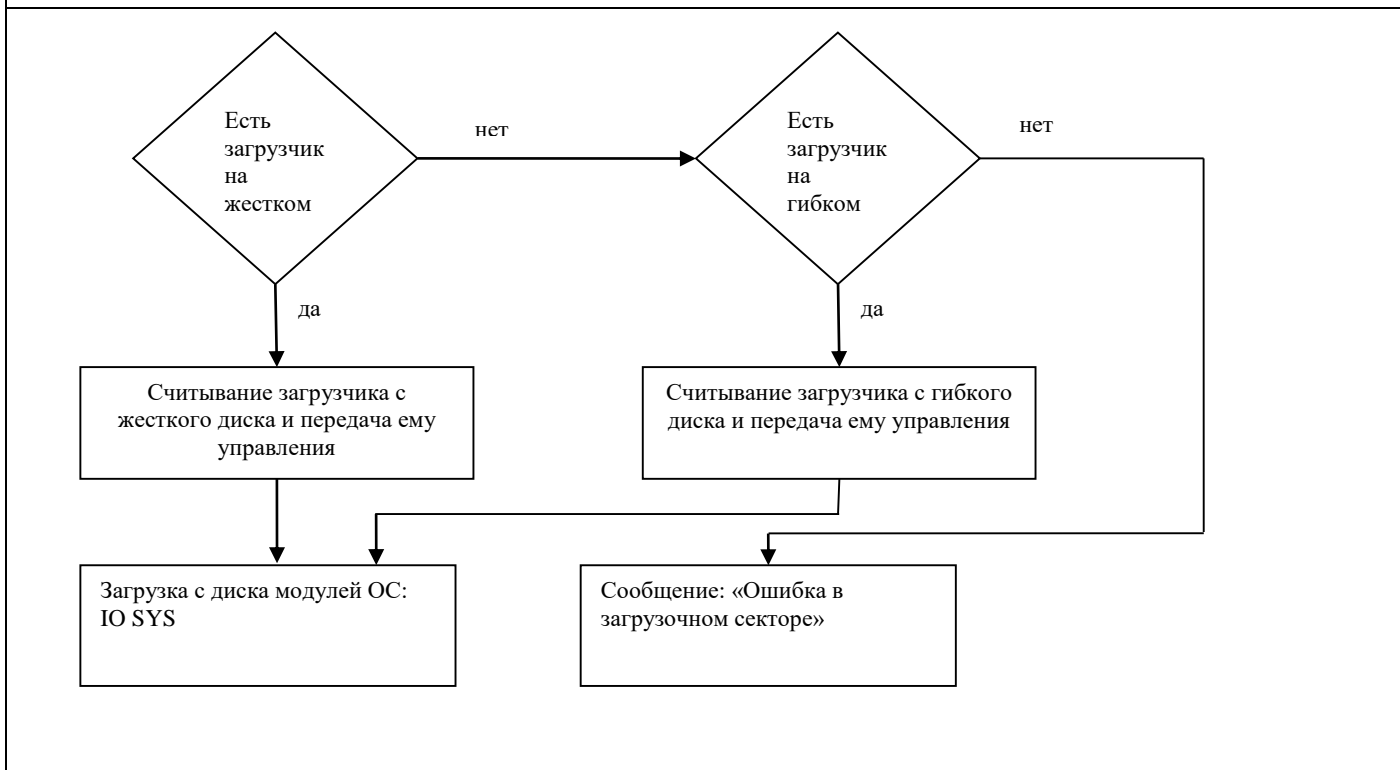 Есть
загрузчик
на
жестком
нет
Есть
загрузчик
на
гибком
нет
да
да
Считывание загрузчика с
жесткого диска и передача ему
управления
Считывание загрузчика с гибкого
диска и передача ему управления
Загрузка с диска модулей ОС:
IO SYS
Сообщение: «Ошибка в
загрузочном секторе»